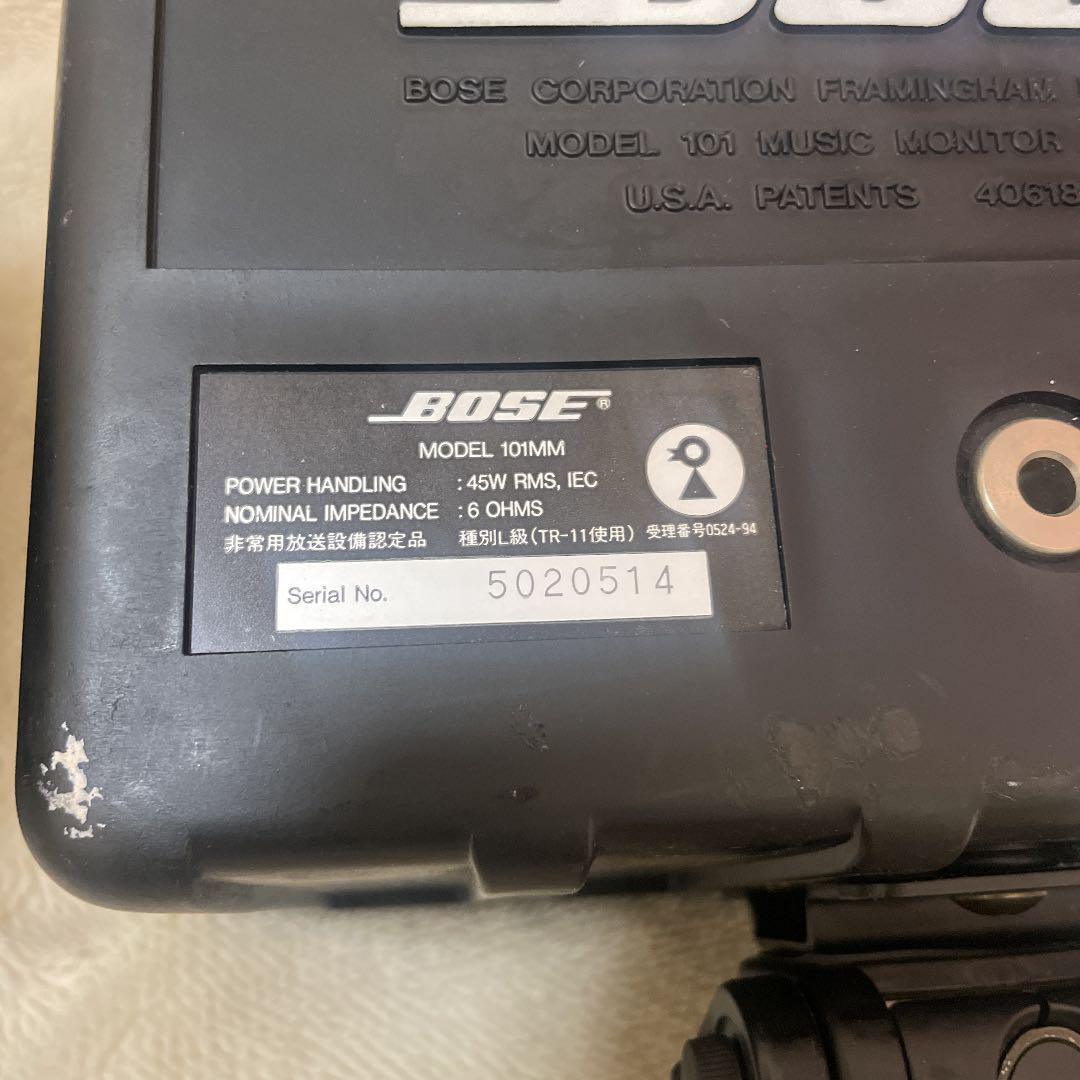 BOSE CORPORATION FRAMINGHAM
MODEL 101 MUSIC MONITOR
U.S.A. PATENTS 40618
BOSE®
MODEL 101MM
POWER HANDLING : 45W RMS, IEC
NOMINAL IMPEDANCE : 6 OHMS
非常用放送設備認定品 種別L級(TR-11使用) 受理番号0524-94
Serial No. 5020514